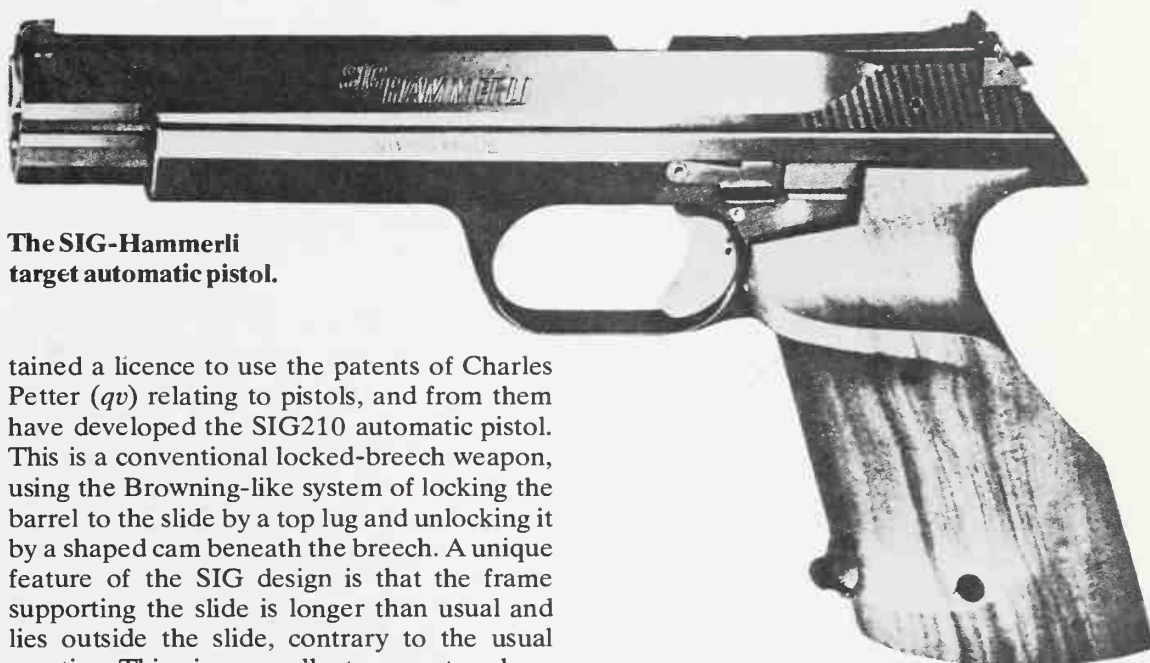 SIG HAMMERLI
The SIG-Hammerli
target automatic pistol.
tained a licence to use the patents of Charles
Petter (qv) relating to pistols, and from them
have developed the SIG210 automatic pistol.
This is a conventional locked-breech weapon,
using the Browning-like system of locking the
barrel to the slide by a top lug and unlocking it
by a shaped cam beneath the breech. A unique
feature of the SIG design is that the frame
supporting the slide is longer than usual and
lies outside the slide, contrary to the usual